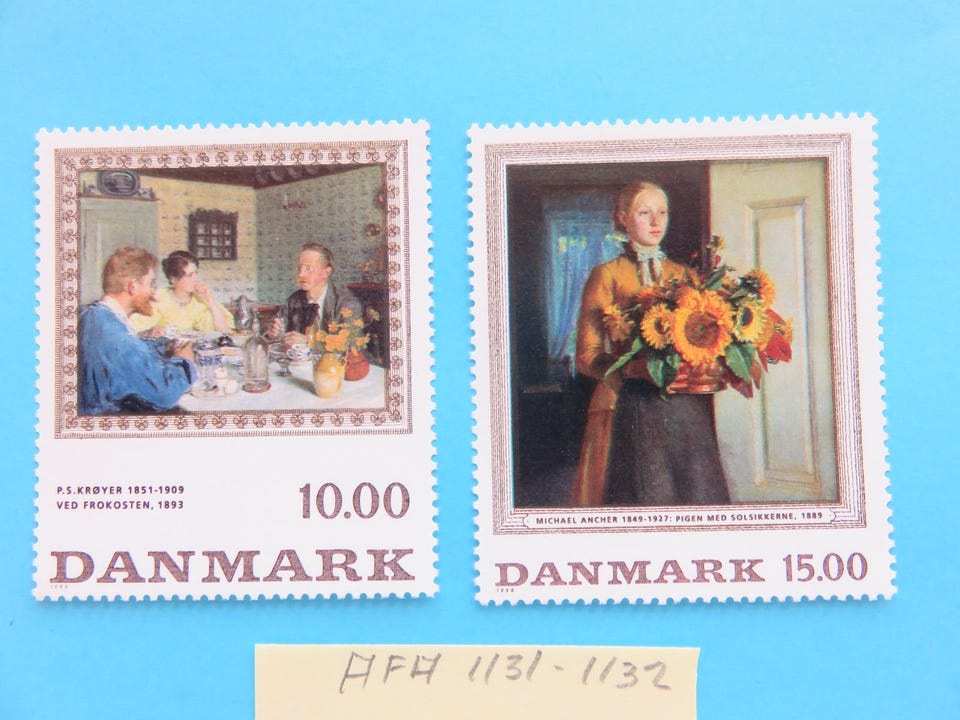 P.S.KRØYER 1851-1909
VED FROKOSTEN, 1893
10.00
DANMARK
MICHAEL ANCHER 1849-1927: PIGEN MED SOLSIKKERNE, 1889
DANMARK 15.00
1996
AFA 1131-1132